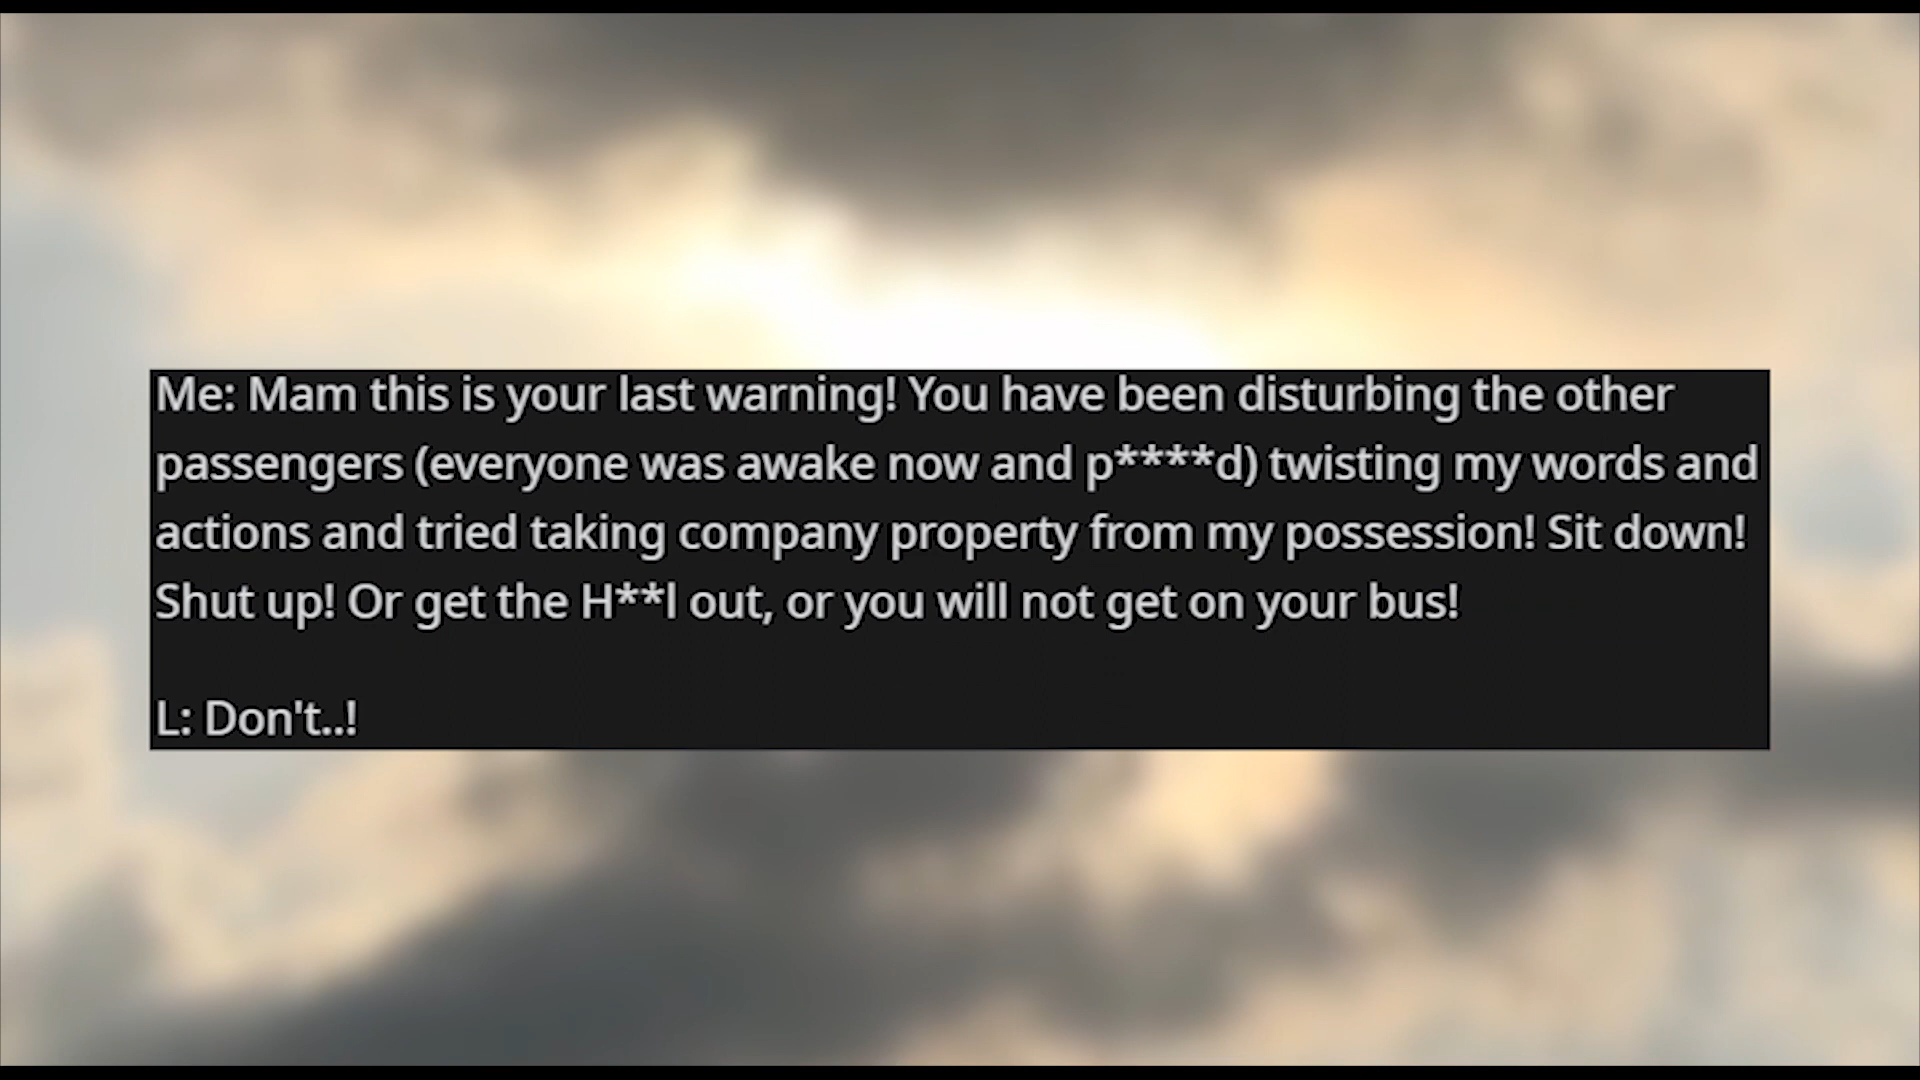 Me: Mam this is your last warning! You have been disturbing the other
passengers (everyone was awake now and p****d) twisting my words and
actions and tried taking company property from my possession! Sit down!
Shut up! Or get the H**l out, or you will not get on your bus!
L: Don't..!